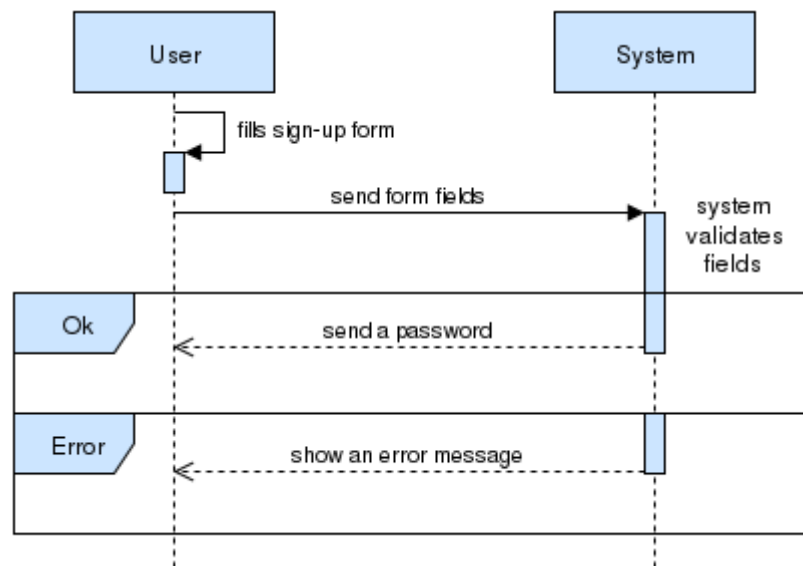 User
System
fills sign-up form
send form fields
system
validates
fields
Ok
send a password
Error
show an error message